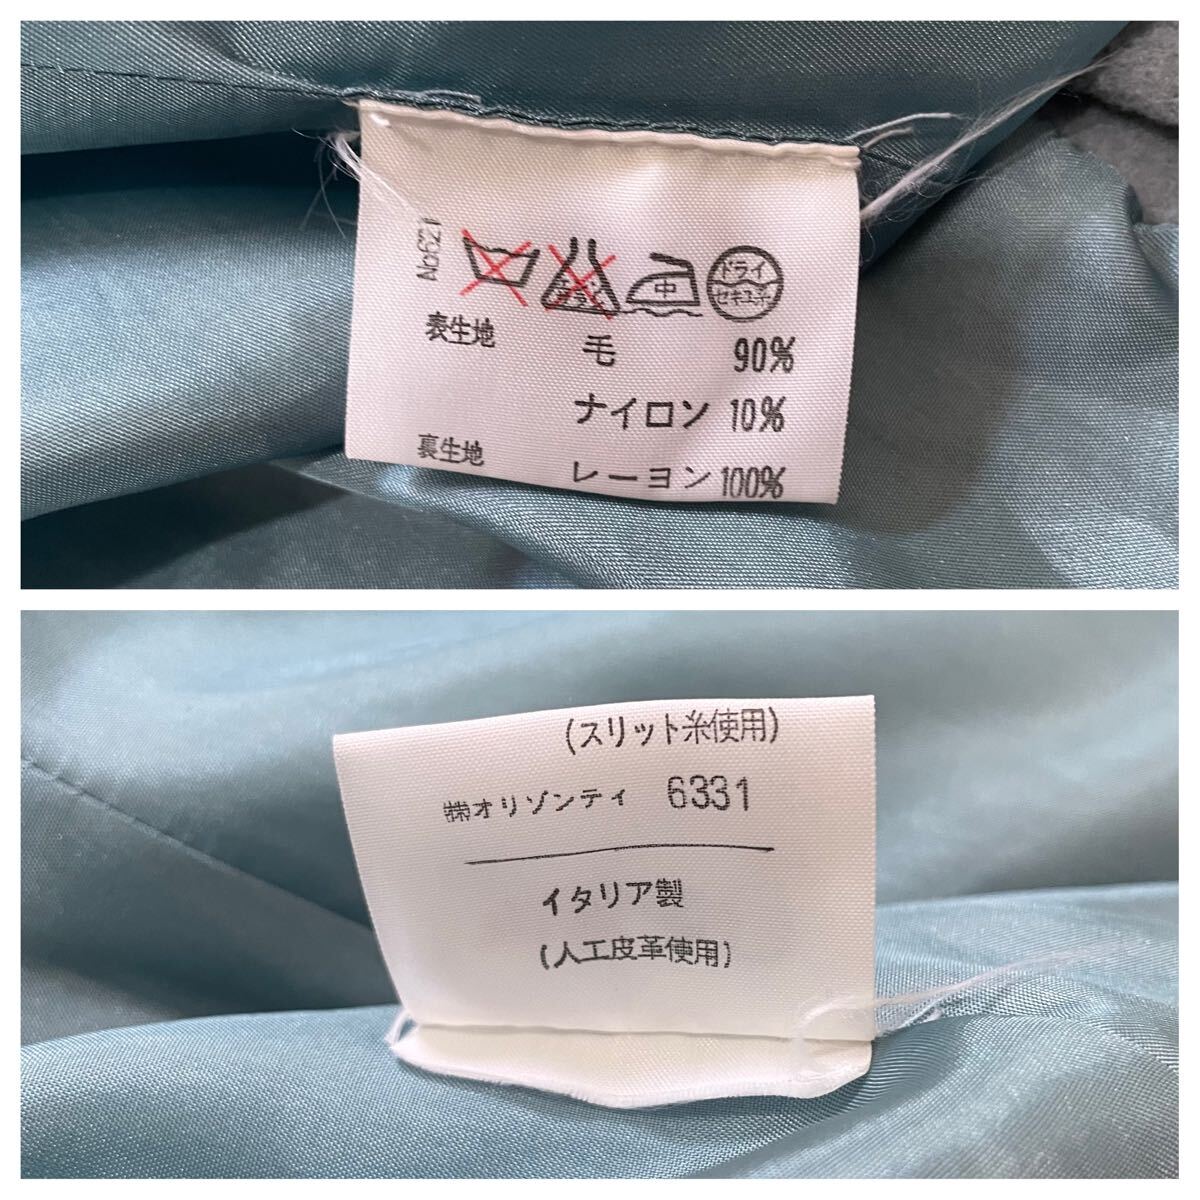 中
ドライ
セキユ系
表生地 毛 90%
ナイロン 10%
裏生地 レーヨン 100%
(スリット糸使用)
㈱オリゾンティ 6331
イタリア製
(人工皮革使用)